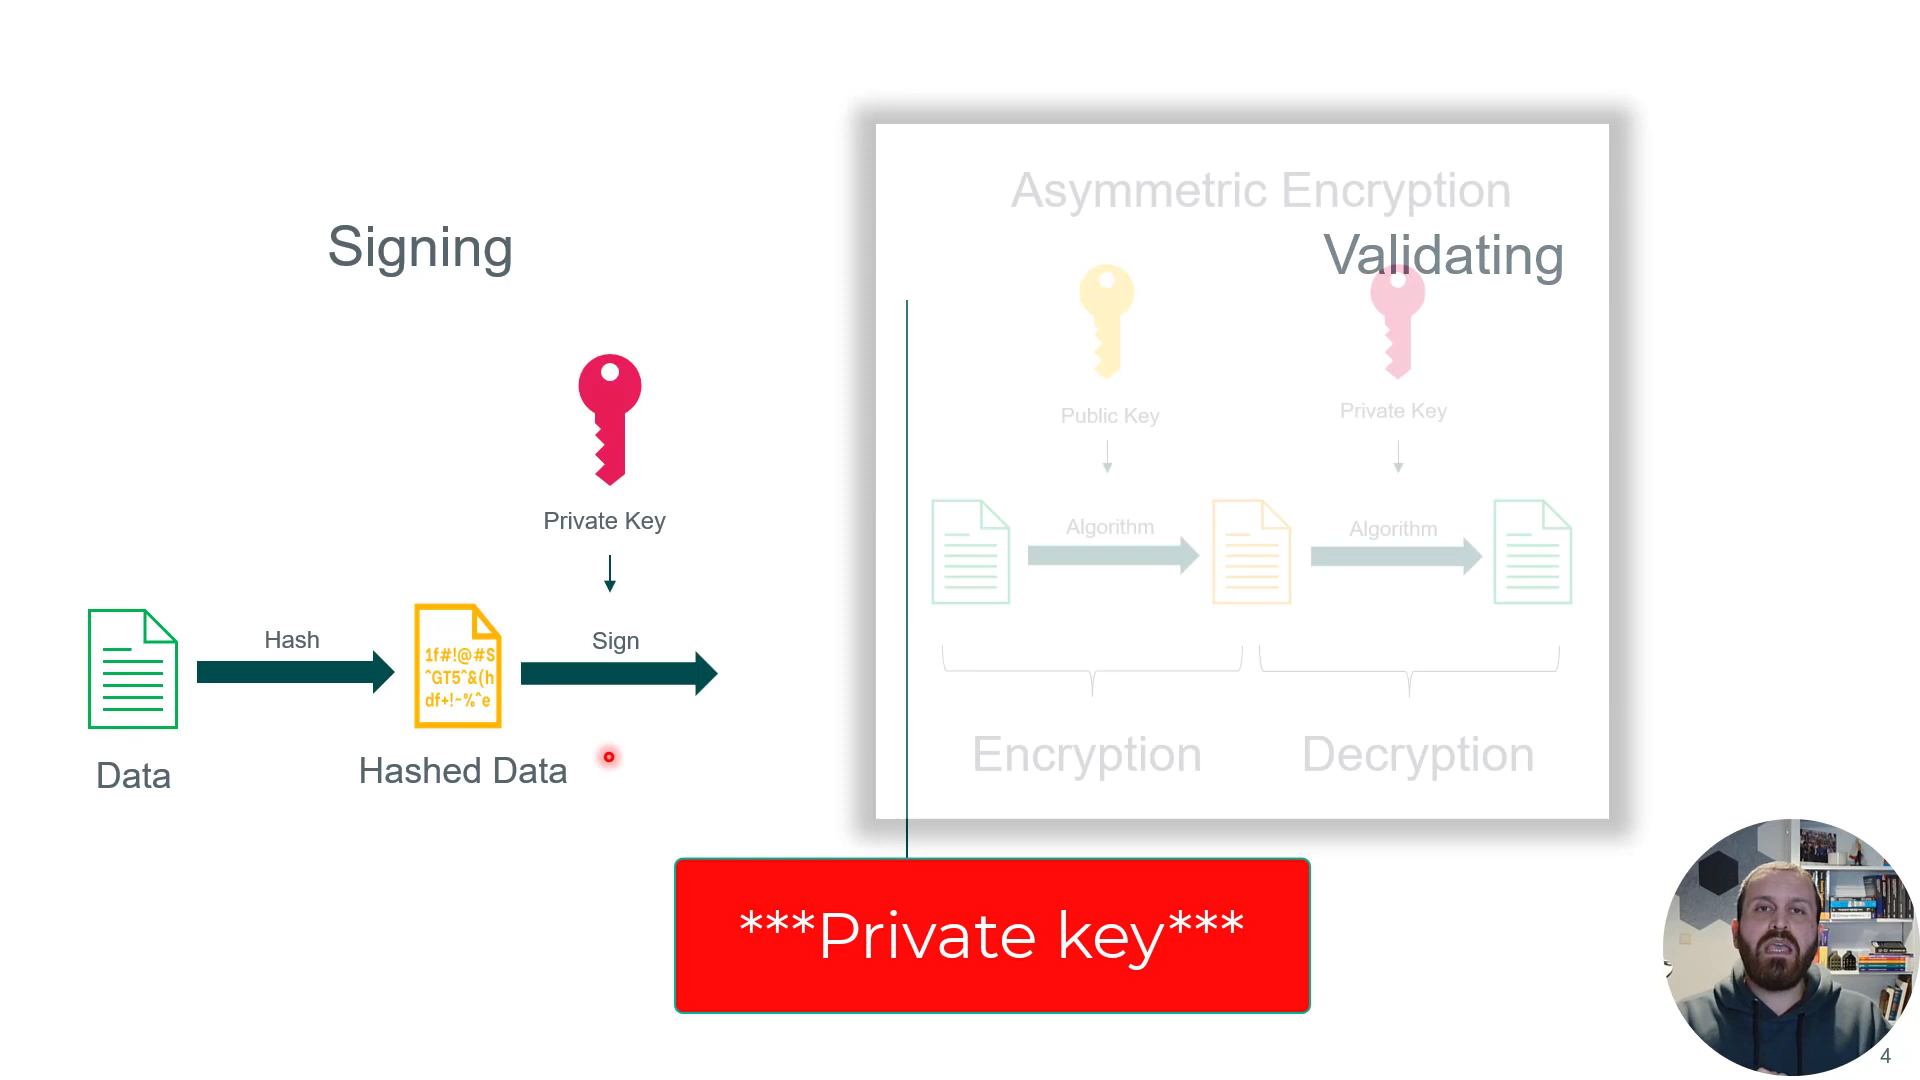 Signing
Private Key
Hash
Sign
1f#!@#S
^GT5^&(h
df+!-%^e
Data
Hashed Data
Asymmetric Encryption
Validating
Public Key
Private Key
Algorithm
Algorithm
Encryption
Decryption
***Private key***
4